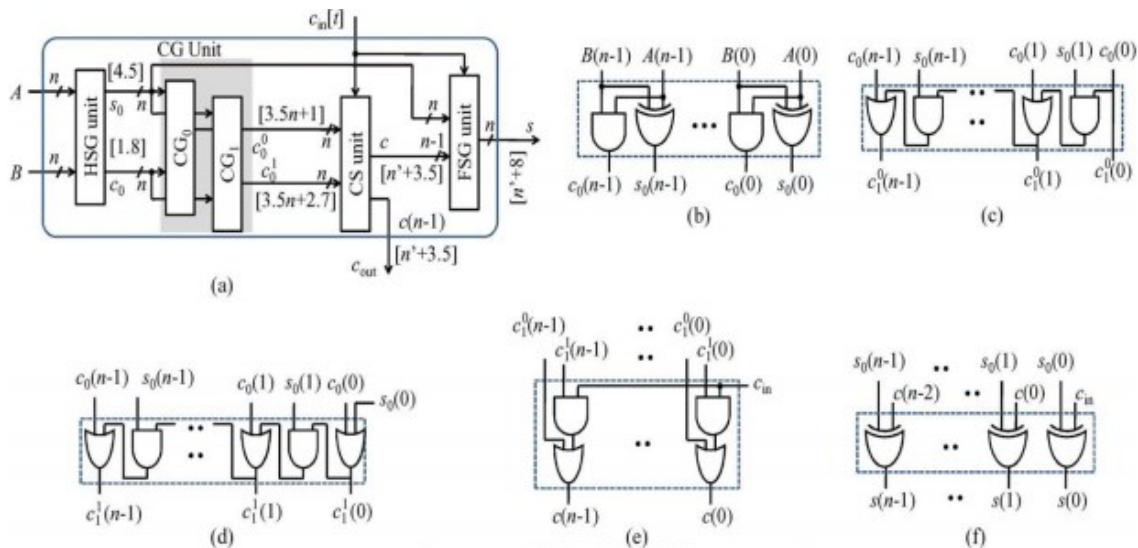 c_in[t]
CG Unit
A n [4.5] s_0 n
HSG unit
CG_0
CG_1
[3.5n+1] n
c_0^0
CS unit
c n-1
[n'+3.5]
n
FSG unit
n s
[n'+8]
B n [1.8] c_0 n
c_0^1 n
[3.5n+2.7]
c(n-1)
[n'+3.5]
c_out
(a)
B(n-1) A(n-1) B(0) A(0)
c_0(n-1) s_0(n-1) c_0(0) s_0(0)
(b)
c_0(n-1) s_0(n-1) c_0(1) s_0(1) c_0(0)
c_1^0(n-1) c_1^0(1) c_1^0(0)
(c)
c_0(n-1) s_0(n-1) c_0(1) s_0(1) c_0(0) s_0(0)
c_1^1(n-1) c_1^1(1) c_1^1(0)
(d)
c_1^0(n-1) c_1^0(0)
c_1^1(n-1) c_1^1(0)
c_in
c(n-1) c(0)
(e)
s_0(n-1) s_0(1) s_0(0)
c(n-2) c(0) c_in
s(n-1) s(1) s(0)
(f)